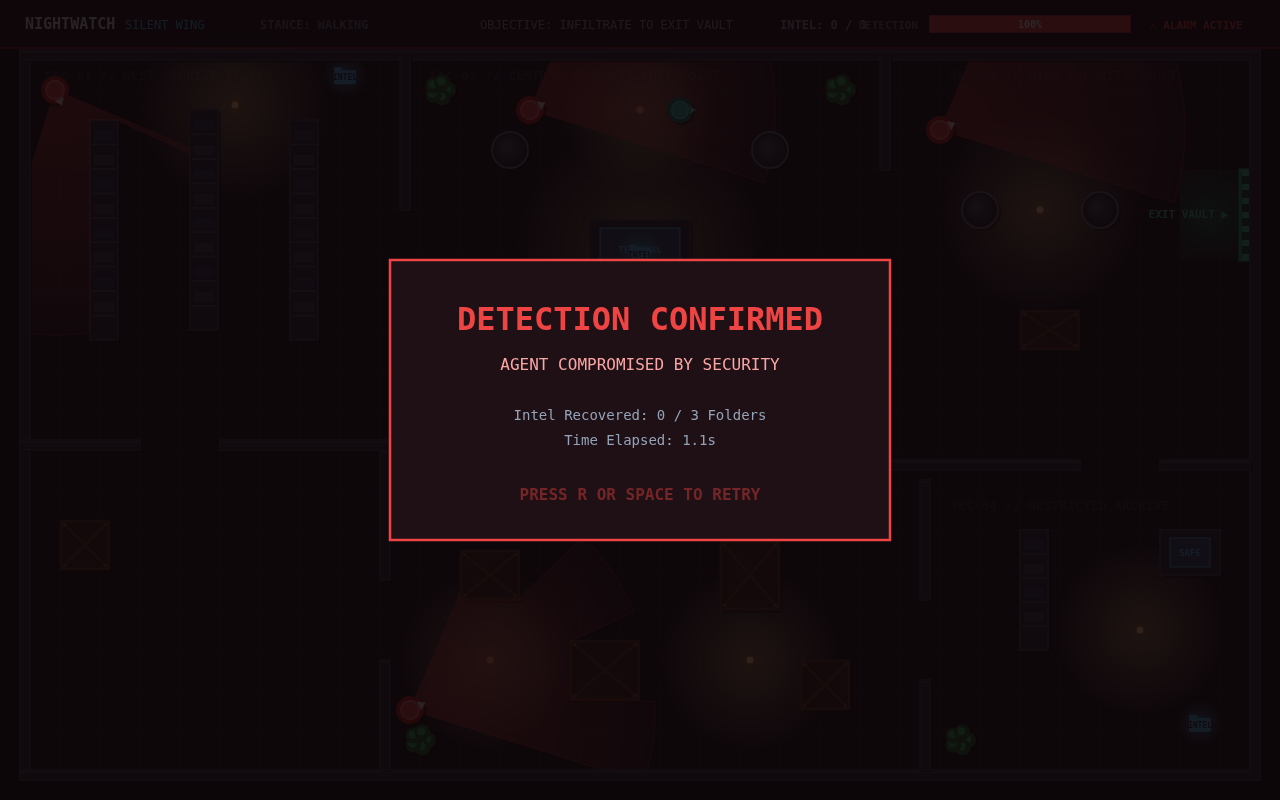 NIGHTWATCH SILENT WING STANCE: WALKING OBJECTIVE: INFILTRATE TO EXIT VAULT INTEL: 0 / 3 DETECTION 100% ALARM ACTIVE
INTEL
EXIT VAULT ▶
DETECTION CONFIRMED
AGENT COMPROMISED BY SECURITY
Intel Recovered: 0 / 3 Folders
Time Elapsed: 1.1s
PRESS R OR SPACE TO RETRY
SAFE
INTEL